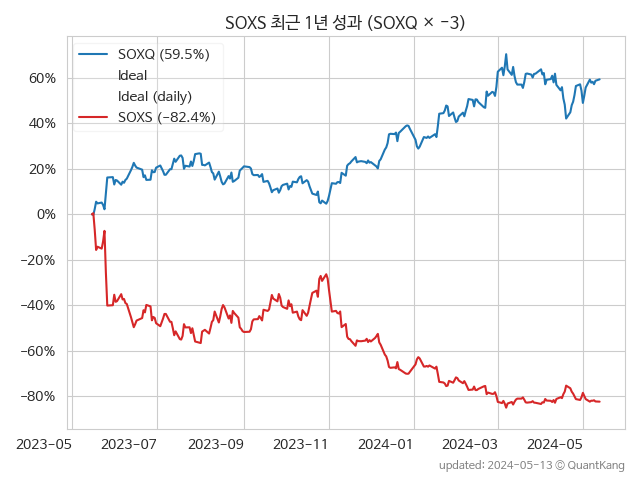 SOXS 최근 1년 성과 (SOXQ × −3)
SOXQ (59.5%)
Ideal
Ideal (daily)
SOXS (−82.4%)
60%
40%
20%
0%
−20%
−40%
−60%
−80%
2023−05
2023−07
2023−09
2023−11
2024−01
2024−03
2024−05
updated: 2024−05−13 ⓒ QuantKang